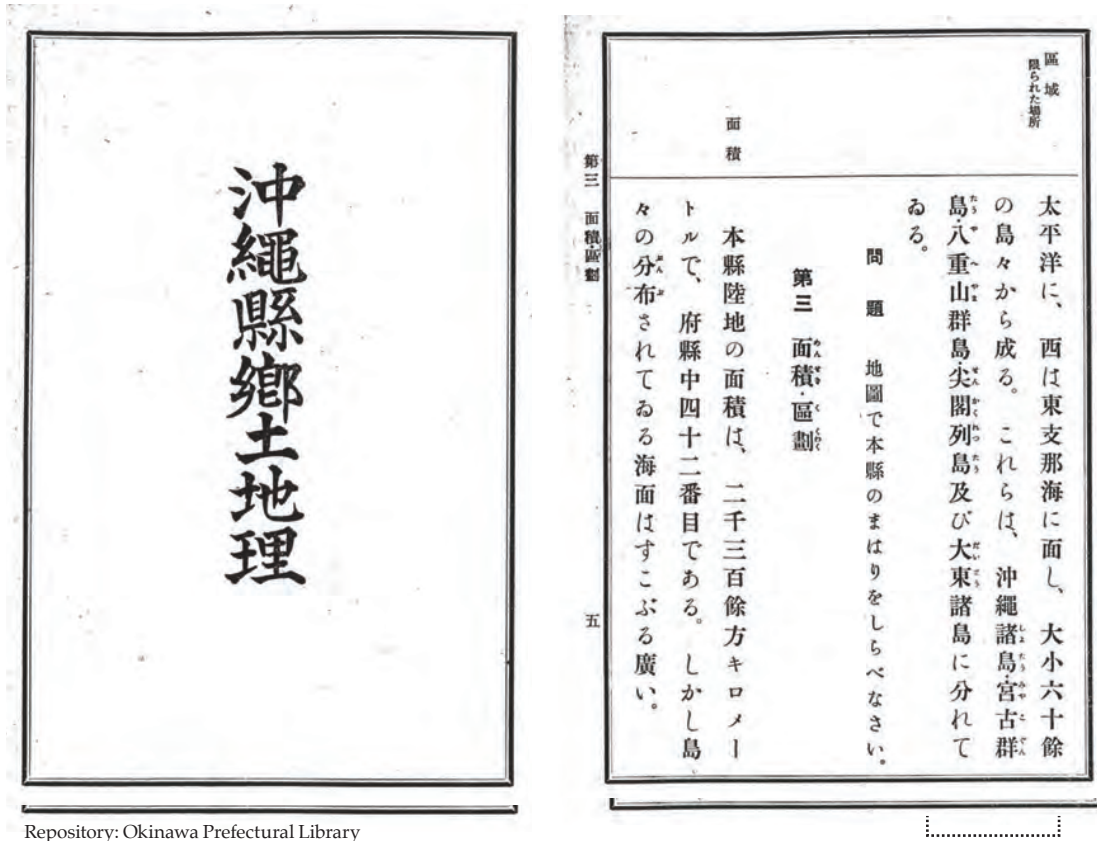 沖繩縣鄕土地理
Repository: Okinawa Prefectural Library
區域
限られた場所
太平洋に、西は東支那海に面し、大小六十餘
の島々から成る。これらは、沖繩諸島・宮古群
島・八重山群島・尖閣列島及び大東諸島に分れて
ゐる。
問題 地圖で本縣のまはりをしらべなさい。
第三 面積・區劃
面積
本縣陸地の面積は、二千三百餘方キロメー
トルで、府縣中四十二番目である。しかし島
々の分布されてゐる海面はすこぶる廣い。
第三 面積・區劃
五